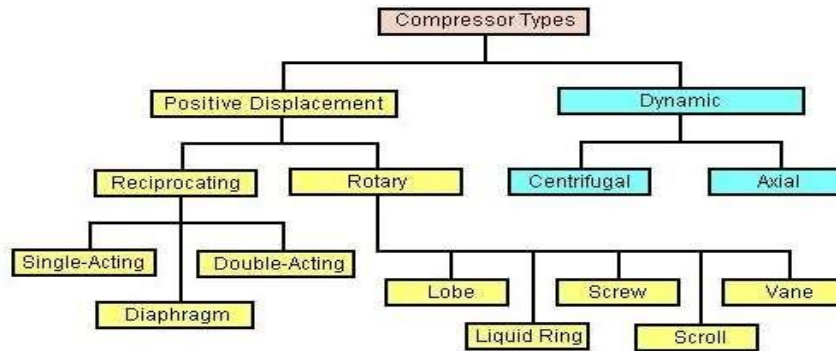 Compressor Types
Positive Displacement
Dynamic
Reciprocating
Rotary
Centrifugal
Axial
Single-Acting
Double-Acting
Diaphragm
Lobe
Screw
Vane
Liquid Ring
Scroll